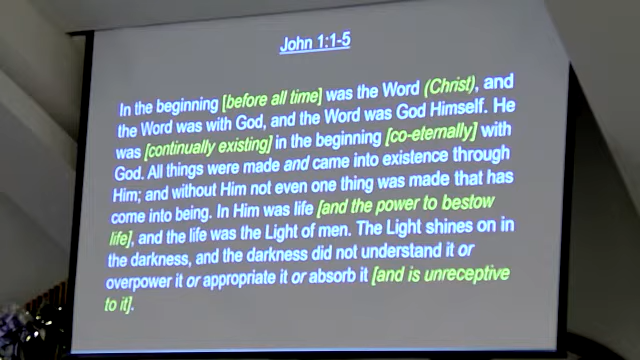 John 1:1-5
In the beginning [before all time] was the Word (Christ), and
the Word was with God, and the Word was God Himself. He
was [continually existing] in the beginning [co-eternally] with
God. All things were made and came into existence through
Him; and without Him not even one thing was made that has
come into being. In Him was life [and the power to bestow
life], and the life was the Light of men. The Light shines on in
the darkness, and the darkness did not understand it or
overpower it or appropriate it or absorb it [and is unreceptive
to it].